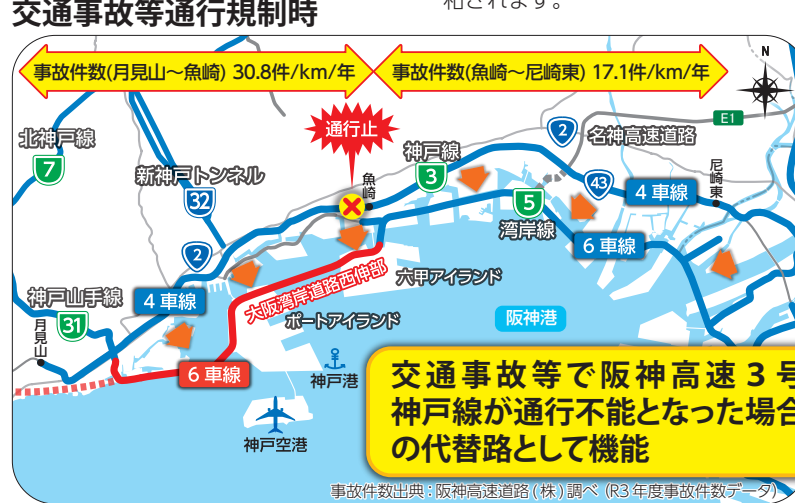 和されます。
交通事故等通行規制時
事故件数(月見山～魚崎) 30.8件/km/年
事故件数(魚崎～尼崎東) 17.1件/km/年
N
通行止
E1
2
名神高速道路
北神戸線
7
神戸線
3
新神戸トンネル
32
魚崎
尼崎東
43
4 車線
5
湾岸線
6 車線
2
六甲アイランド
神戸山手線
31
4 車線
大阪湾岸道路西伸部
ポートアイランド
阪神港
月見山
6 車線
神戸港
神戸空港
交通事故等で阪神高速 3 号
神戸線が通行不能となった場合
の代替路として機能
事故件数出典：阪神高速道路(株)調べ (R3 年度事故件数データ)